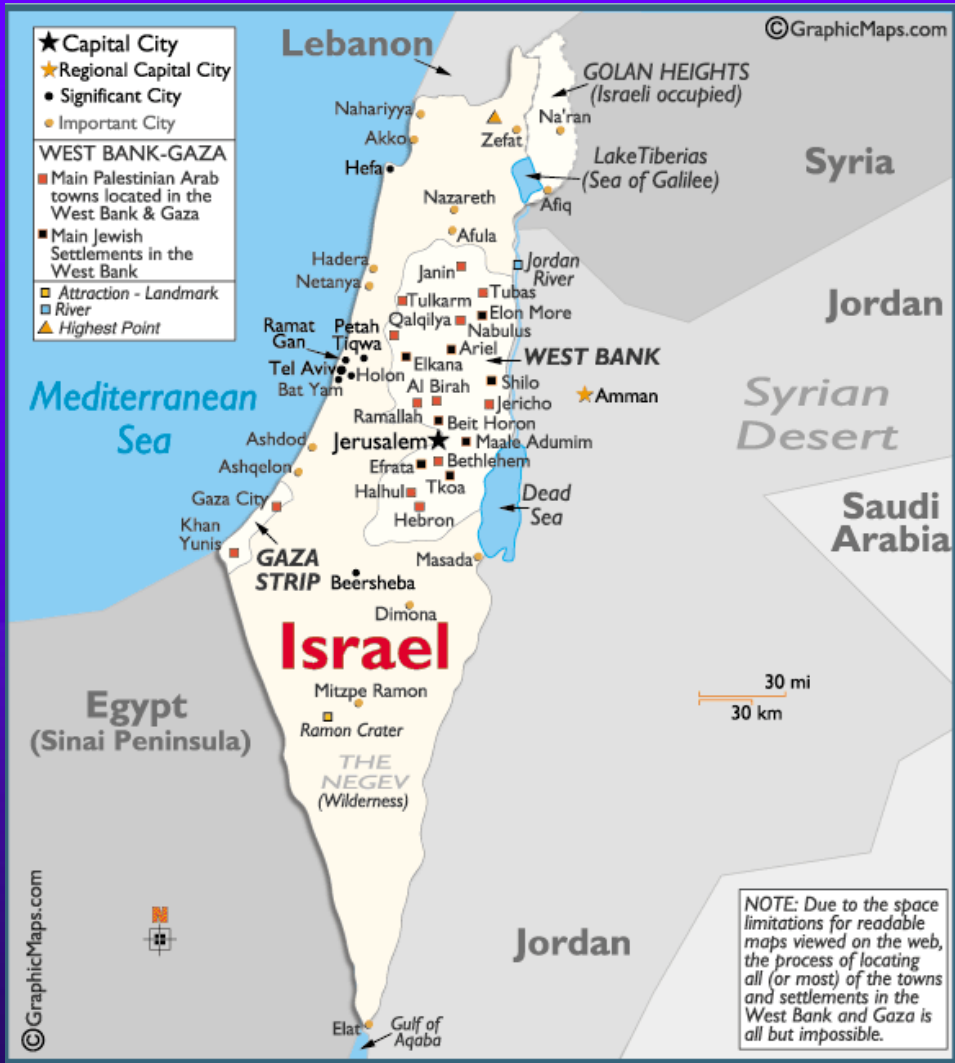 ©GraphicMaps.com
Capital City
Regional Capital City
Significant City
Important City
WEST BANK-GAZA
Main Palestinian Arab
towns located in the
West Bank & Gaza
Main Jewish
Settlements in the
West Bank
Attraction - Landmark
River
Highest Point
Lebanon
GOLAN HEIGHTS
(Israeli occupied)
Nahariyya
Na'ran
Akko
Zefat
Hefa
Lake Tiberias
(Sea of Galilee)
Syria
Nazareth
Afiq
Afula
Hadera
Janin
Jordan
River
Netanya
Tulkarm
Tubas
Jordan
Qalqilya
Elon More
Nabulus
Ramat
Gan
Petah
Tiqwa
Ariel
WEST BANK
Elkana
Tel Aviv
Holon
Bat Yam
Al Birah
Shilo
Amman
Mediterranean
Sea
Syrian
Desert
Ramallah
Jericho
Beit Horon
Ashdod
Jerusalem
Maale Adumim
Ashqelon
Efrata
Bethlehem
Tkoa
Gaza City
Halhul
Dead
Sea
Saudi
Arabia
Hebron
Khan
Yunis
GAZA
STRIP
Masada
Beersheba
Dimona
Israel
Mitzpe Ramon
30 mi
30 km
Egypt
(Sinai Peninsula)
Ramon Crater
THE
NEGEV
(Wilderness)
©GraphicMaps.com
N
Jordan
NOTE: Due to the space
limitations for readable
maps viewed on the web,
the process of locating
all (or most) of the towns
and settlements in the
West Bank and Gaza is
all but impossible.
Elat
Gulf of
Aqaba